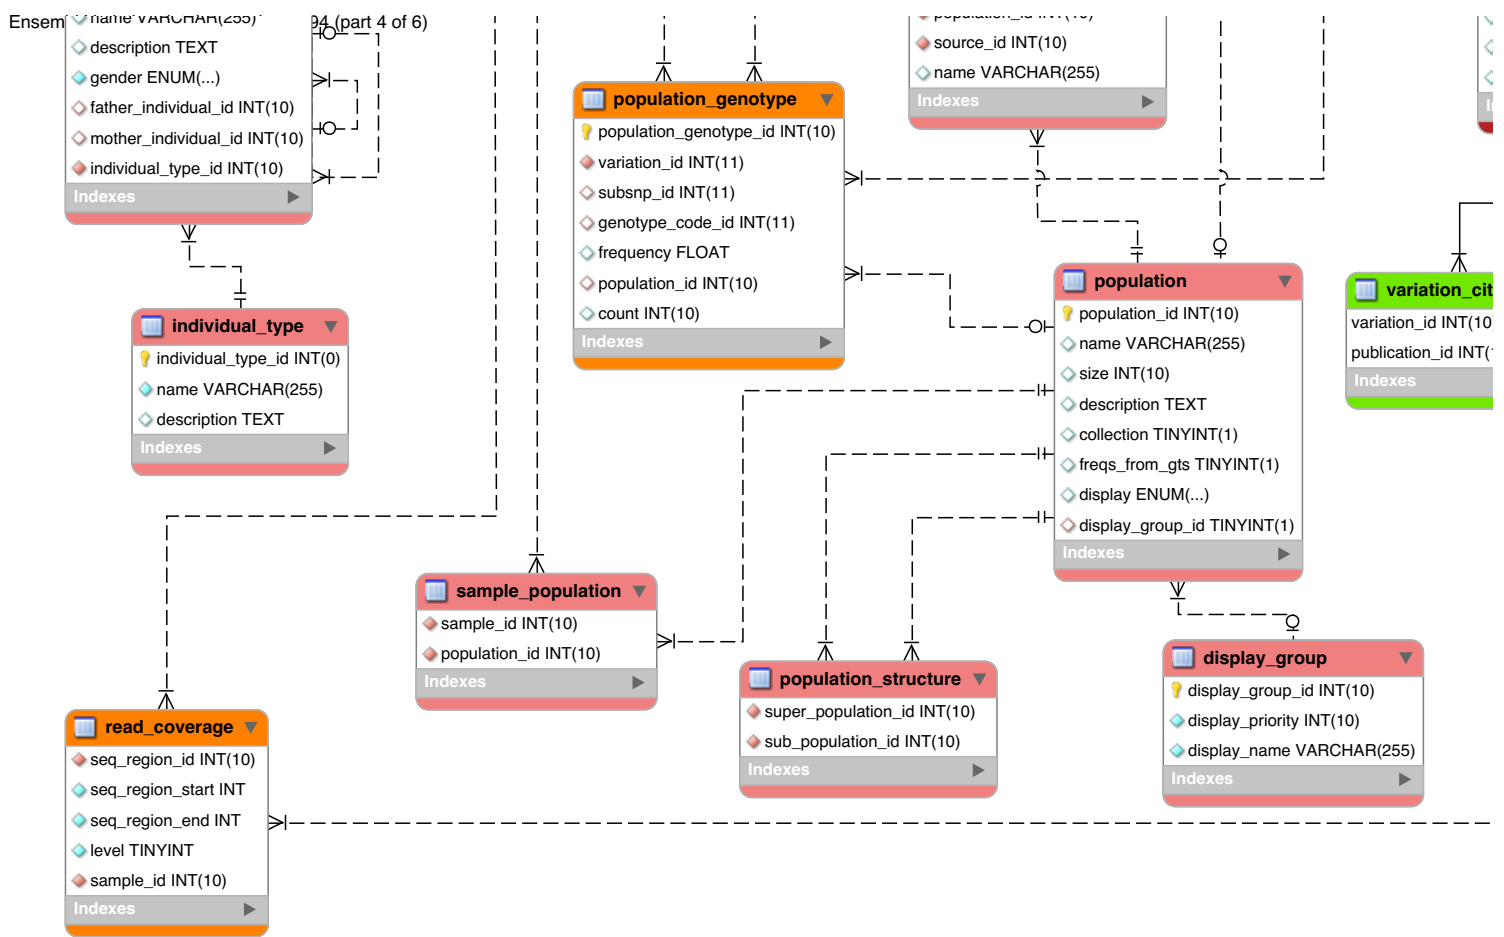 Ensem
94 (part 4 of 6)
name VARCHAR(255)
description TEXT
gender ENUM(...)
father_individual_id INT(10)
mother_individual_id INT(10)
individual_type_id INT(10)
Indexes
individual_type
individual_type_id INT(0)
name VARCHAR(255)
description TEXT
Indexes
population_genotype
population_genotype_id INT(10)
variation_id INT(11)
subsnp_id INT(11)
genotype_code_id INT(11)
frequency FLOAT
population_id INT(10)
count INT(10)
Indexes
population_id INT(10)
source_id INT(10)
name VARCHAR(255)
Indexes
population
population_id INT(10)
name VARCHAR(255)
size INT(10)
description TEXT
collection TINYINT(1)
freqs_from_gts TINYINT(1)
display ENUM(...)
display_group_id TINYINT(1)
Indexes
variation_cit
variation_id INT(10)
publication_id INT(
Indexes
sample_population
sample_id INT(10)
population_id INT(10)
Indexes
population_structure
super_population_id INT(10)
sub_population_id INT(10)
Indexes
display_group
display_group_id INT(10)
display_priority INT(10)
display_name VARCHAR(255)
Indexes
read_coverage
seq_region_id INT(10)
seq_region_start INT
seq_region_end INT
level TINYINT
sample_id INT(10)
Indexes